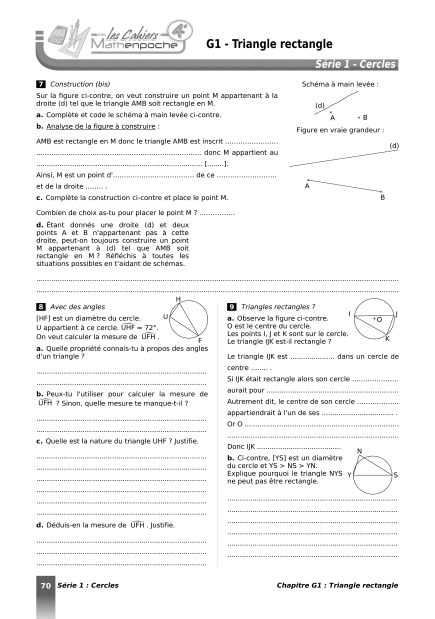 les Cahiers
Mathenpoche
4e
G1 - Triangle rectangle
Série 1 - Cercles
7 Construction (bis)
Sur la figure ci-contre, on veut construire un point M appartenant à la
droite (d) tel que le triangle AMB soit rectangle en M.
a. Complète et code le schéma à main levée ci-contre.
b. Analyse de la figure à construire :
AMB est rectangle en M donc le triangle AMB est inscrit ........................
........................................................................ donc M appartient au
........................................................................ [........].
Ainsi, M est un point d'.................................... de ce ...........................
et de la droite ........ .
c. Complète la construction ci-contre et place le point M.
Combien de choix as-tu pour placer le point M ? ................
d. Étant donnés une droite (d) et deux
points A et B n'appartenant pas à cette
droite, peut-on toujours construire un point
M appartenant à (d) tel que AMB soit
rectangle en M ? Réfléchis à toutes les
situations possibles en t'aidant de schémas.
Schéma à main levée :
(d)
A
B
Figure en vraie grandeur :
(d)
A
B
8 Avec des angles
[HF] est un diamètre du cercle.
U appartient à ce cercle. UHF = 72°.
On veut calculer la mesure de UFH .
H
U
F
a. Quelle propriété connais-tu à propos des angles
d'un triangle ?
b. Peux-tu l'utiliser pour calculer la mesure de
UFH ? Sinon, quelle mesure te manque-t-il ?
c. Quelle est la nature du triangle UHF ? Justifie.
d. Déduis-en la mesure de UFH . Justifie.
9 Triangles rectangles ?
a. Observe la figure ci-contre.
O est le centre du cercle.
Les points I, J et K sont sur le cercle.
Le triangle IJK est-il rectangle ?
I
O
J
K
Le triangle IJK est .................... dans un cercle de
centre ........ .
Si IJK était rectangle alors son cercle .....................
aurait pour ..............................................................
Autrement dit, le centre de son cercle ...................
appartiendrait à l'un de ses ................................ .
Or O ......................................................................
Donc IJK ......................................
b. Ci-contre, [YS] est un diamètre
du cercle et YS > NS > YN.
Explique pourquoi le triangle NYS
ne peut pas être rectangle.
N
Y
S
70 Série 1 : Cercles
Chapitre G1 : Triangle rectangle